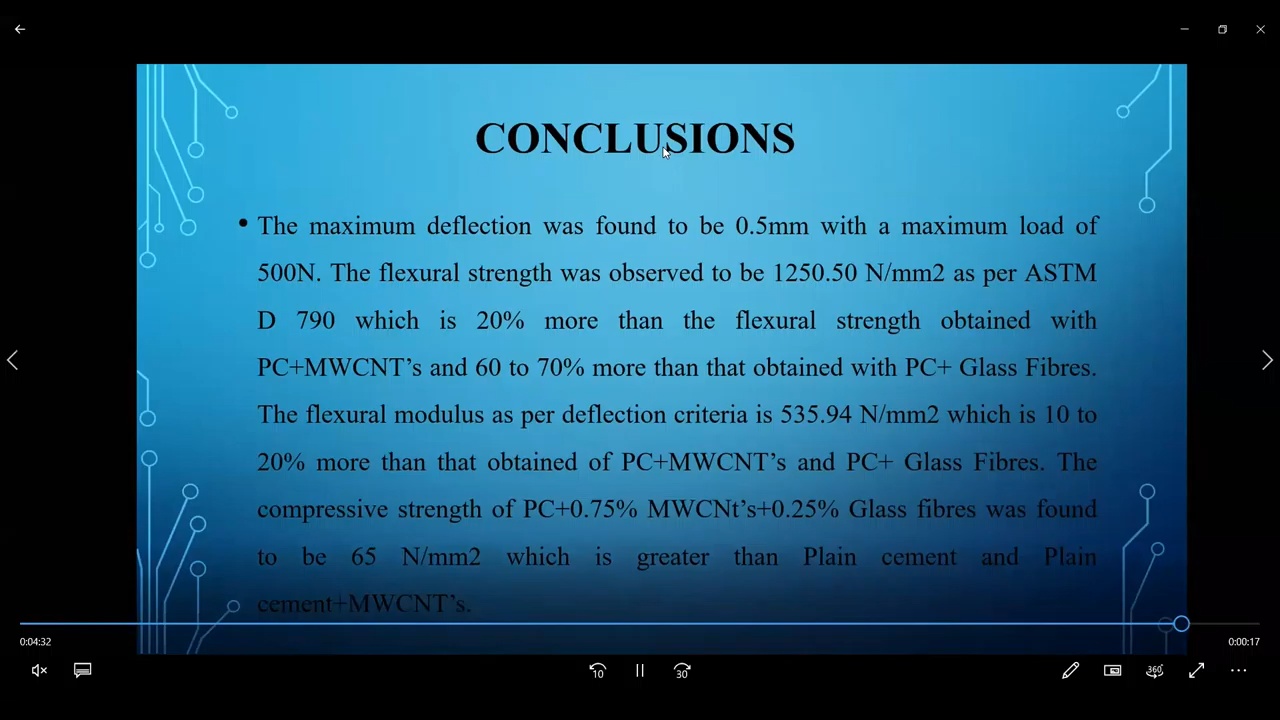 CONCLUSIONS
• The maximum deflection was found to be 0.5mm with a maximum load of
500N. The flexural strength was observed to be 1250.50 N/mm2 as per ASTM
D 790 which is 20% more than the flexural strength obtained with
PC+MWCNT’s and 60 to 70% more than that obtained with PC+ Glass Fibres.
The flexural modulus as per deflection criteria is 535.94 N/mm2 which is 10 to
20% more than that obtained of PC+MWCNT’s and PC+ Glass Fibres. The
compressive strength of PC+0.75% MWCNt’s+0.25% Glass fibres was found
to be 65 N/mm2 which is greater than Plain cement and Plain
cement+MWCNT’s.
0:04:32
0:00:17
10
30
360